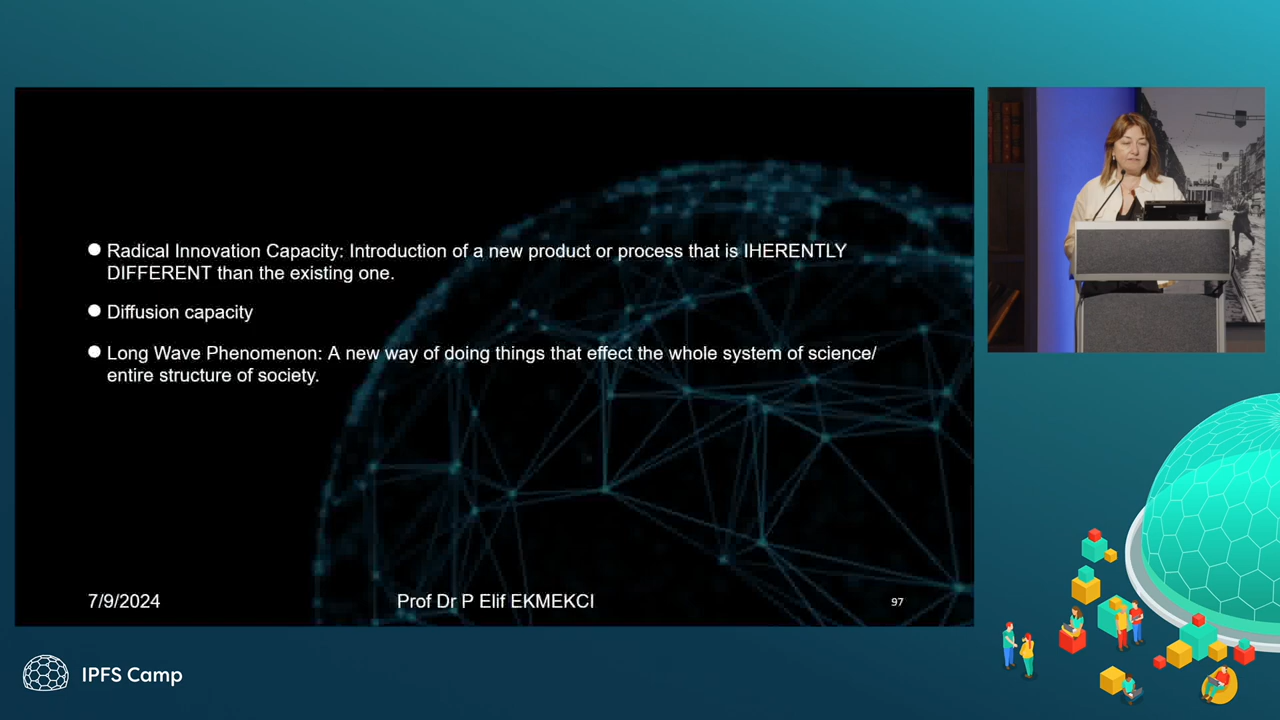 Radical Innovation Capacity: Introduction of a new product or process that is IHERENTLY
DIFFERENT than the existing one.
Diffusion capacity
Long Wave Phenomenon: A new way of doing things that effect the whole system of science/
entire structure of society.
7/9/2024
Prof Dr P Elif EKMEKCI
97
IPFS Camp